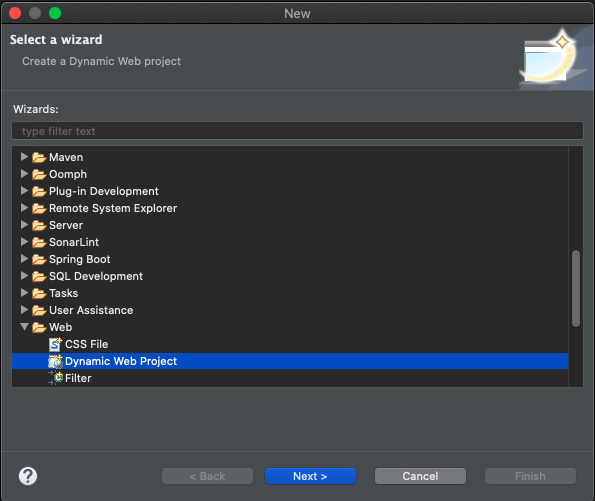 New
Select a wizard
Create a Dynamic Web project
Wizards:
type filter text
Maven
Oomph
Plug-in Development
Remote System Explorer
Server
SonarLint
Spring Boot
SQL Development
Tasks
User Assistance
Web
CSS File
Dynamic Web Project
Filter
? < Back Next > Cancel Finish